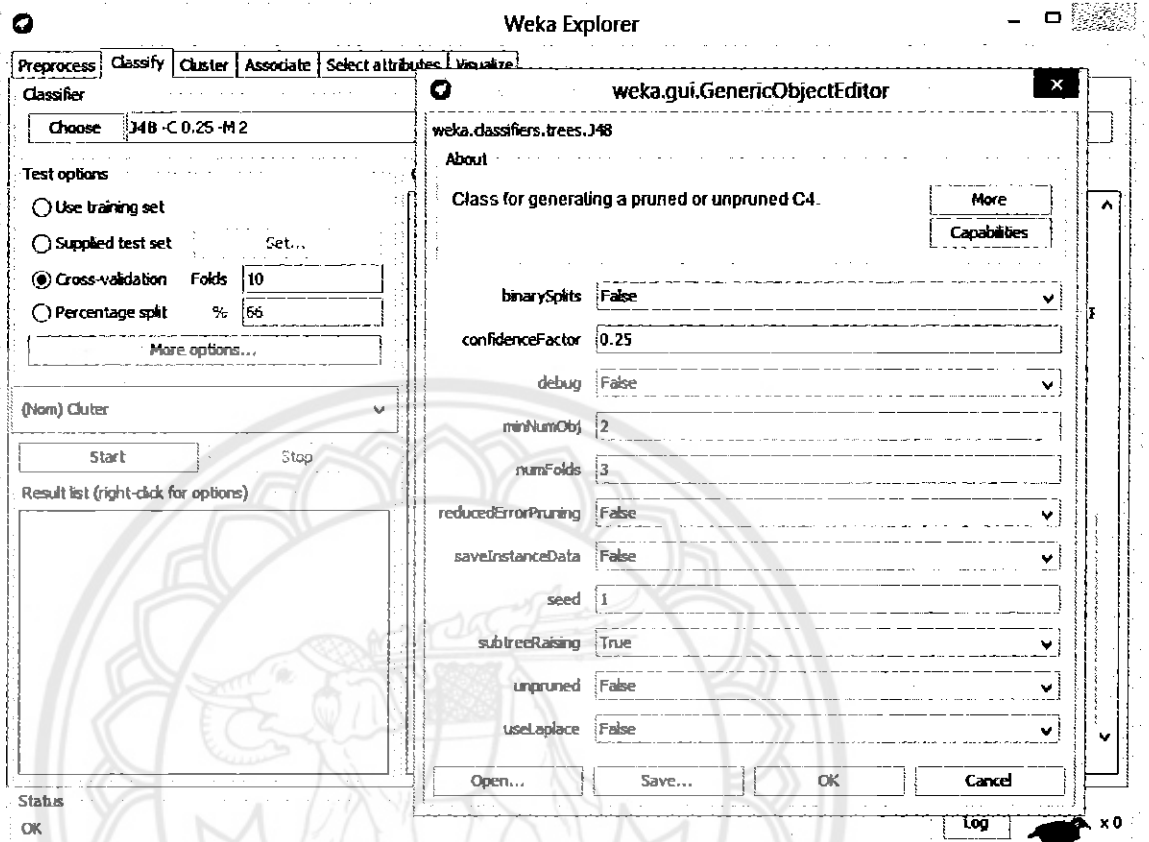 Weka Explorer
Preprocess Classify Cluster Associate Select attributes Visualize
Classifier
Choose J48 -C 0.25 -M 2
Test options
Use training set
Supplied test set Set...
Cross-validation Folds 10
Percentage split % 66
More options...
(Nom) Cluter
Start Stop
Result list (right-click for options)
Status
OK
Log x 0
weka.gui.GenericObjectEditor
weka.classifiers.trees.J48
About
Class for generating a pruned or unpruned C4.
More
Capabilities
binarySplits False
confidenceFactor 0.25
debug False
minNumObj 2
numFolds 3
reducedErrorPruning False
saveInstanceData False
seed 1
subtreeRaising True
unpruned False
useLaplace False
Open... Save... OK Cancel